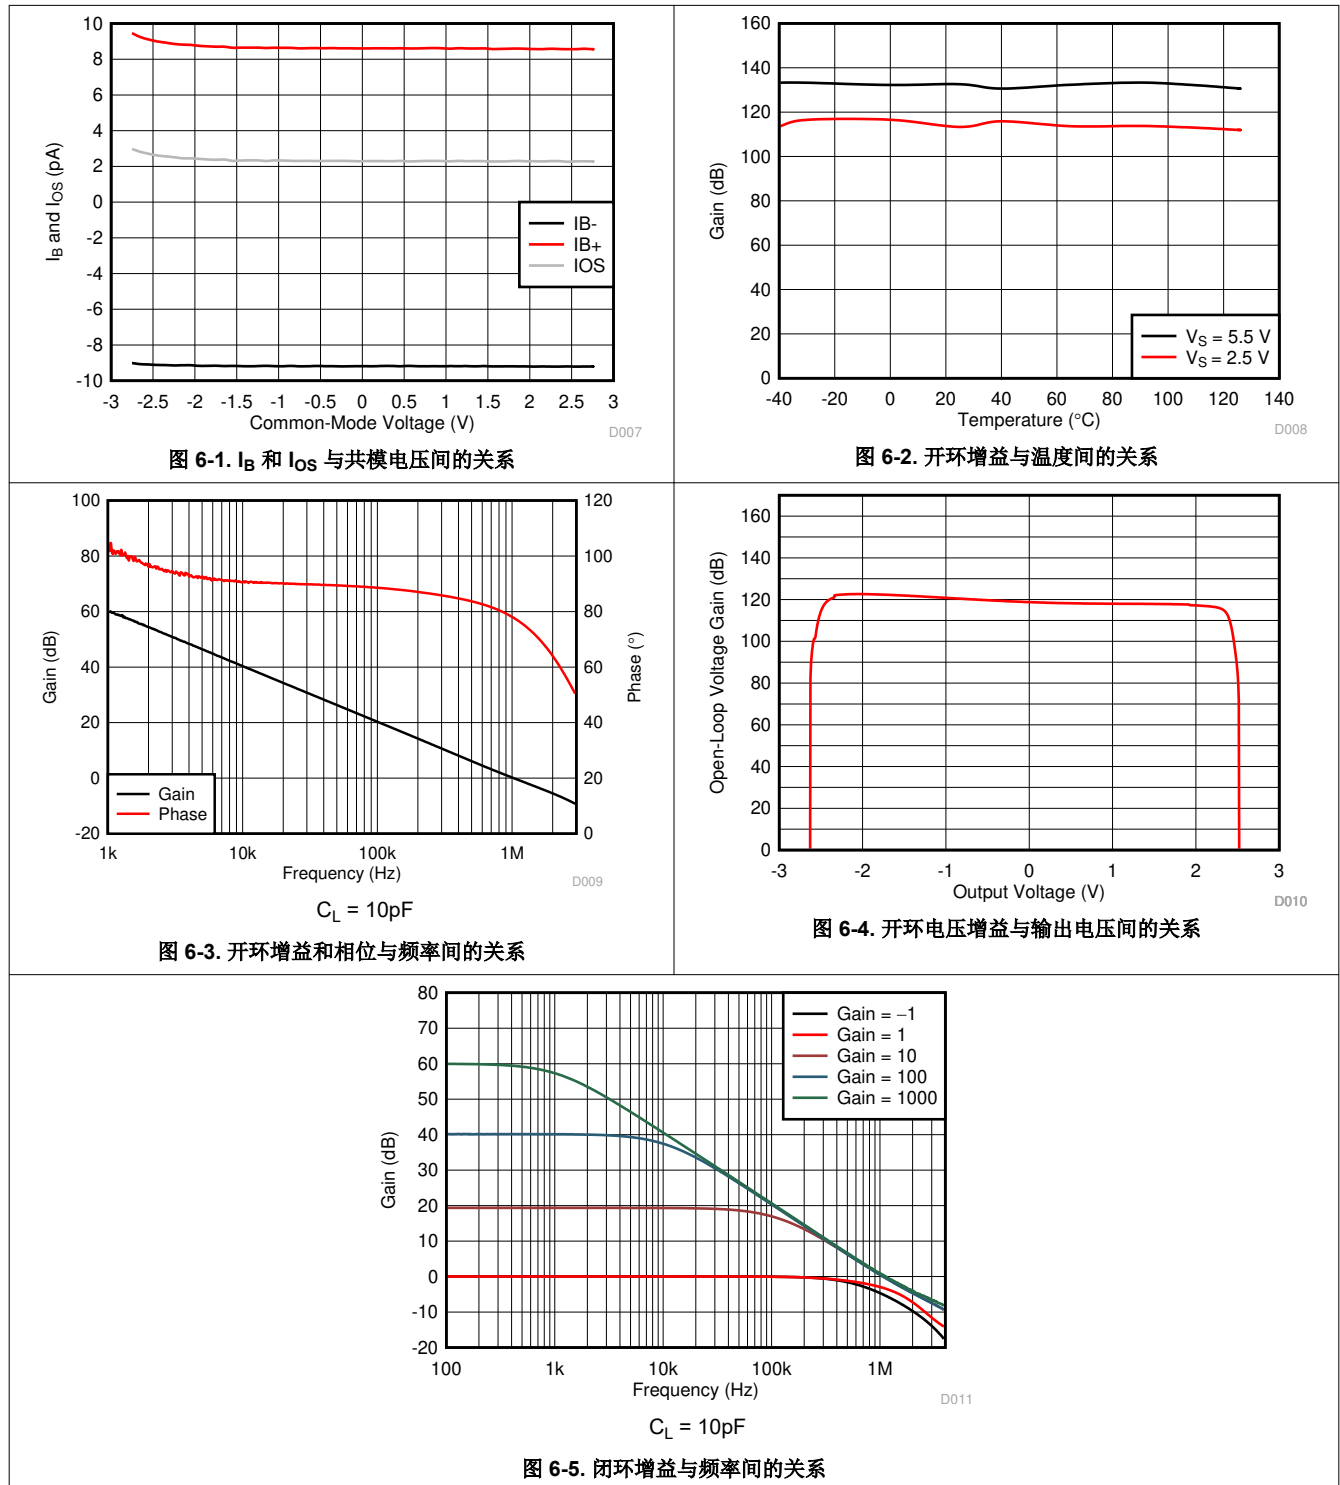 10
8
6
4
2
0
-2
-4
-6
-8
-10
I_B and I_OS (pA)
IB-
IB+
IOS
-3 -2.5 -2 -1.5 -1 -0.5 0 0.5 1 1.5 2 2.5 3
Common-Mode Voltage (V)
D007
图 6-1. I_B 和 I_OS 与共模电压间的关系
160
140
120
100
80
60
40
20
0
Gain (dB)
V_S = 5.5 V
V_S = 2.5 V
-40 -20 0 20 40 60 80 100 120 140
Temperature (°C)
D008
图 6-2. 开环增益与温度间的关系
100
80
60
40
20
0
-20
Gain (dB)
120
100
80
60
40
20
0
Phase (°)
Gain
Phase
1k 10k 100k 1M
Frequency (Hz)
D009
C_L = 10pF
图 6-3. 开环增益和相位与频率间的关系
160
140
120
100
80
60
40
20
0
Open-Loop Voltage Gain (dB)
-3 -2 -1 0 1 2 3
Output Voltage (V)
D010
图 6-4. 开环电压增益与输出电压间的关系
80
70
60
50
40
30
20
10
0
-10
-20
Gain (dB)
Gain = −1
Gain = 1
Gain = 10
Gain = 100
Gain = 1000
100 1k 10k 100k 1M
Frequency (Hz)
D011
C_L = 10pF
图 6-5. 闭环增益与频率间的关系